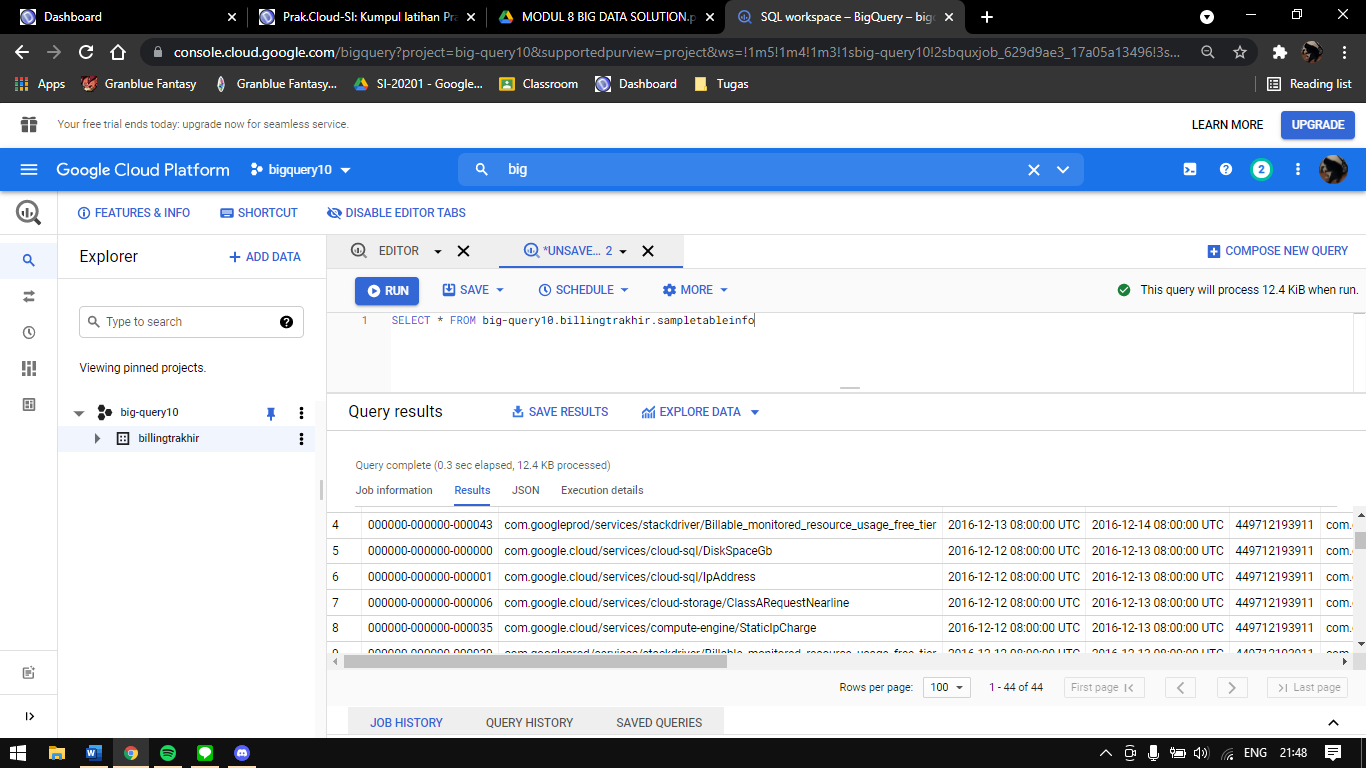 Dashboard
Prak.Cloud-SI: Kumpul latihan Pra
MODUL 8 BIG DATA SOLUTION.p
SQL workspace – BigQuery – big
console.cloud.google.com/bigquery?project=big-query10&supportedpurview=project&ws=!1m5!1m4!1m3!1sbig-query10!2sbquxjob_629d9ae3_17a05a13496!3s...
Apps
Granblue Fantasy
Granblue Fantasy...
SI-20201 - Google...
Classroom
Dashboard
Tugas
Reading list
Your free trial ends today: upgrade now for seamless service.
LEARN MORE
UPGRADE
Google Cloud Platform
bigquery10
big
2
FEATURES & INFO
SHORTCUT
DISABLE EDITOR TABS
Explorer
+ ADD DATA
EDITOR
*UNSAVE... 2
COMPOSE NEW QUERY
RUN
SAVE
SCHEDULE
MORE
This query will process 12.4 KiB when run.
Type to search
1 SELECT * FROM big-query10.billingtrakhir.sampletableinfo
Viewing pinned projects.
big-query10
billingtrakhir
Query results
SAVE RESULTS
EXPLORE DATA
Query complete (0.3 sec elapsed, 12.4 KB processed)
Job information
Results
JSON
Execution details
4 000000-000000-000043 com.googleprod/services/stackdriver/Billable_monitored_resource_usage_free_tier 2016-12-13 08:00:00 UTC 2016-12-14 08:00:00 UTC 449712193911 com.
5 000000-000000-000000 com.google.cloud/services/cloud-sql/DiskSpaceGb 2016-12-12 08:00:00 UTC 2016-12-13 08:00:00 UTC 449712193911 com.
6 000000-000000-000001 com.google.cloud/services/cloud-sql/IpAddress 2016-12-12 08:00:00 UTC 2016-12-13 08:00:00 UTC 449712193911 com.
7 000000-000000-000006 com.google.cloud/services/cloud-storage/ClassARequestNearline 2016-12-12 08:00:00 UTC 2016-12-13 08:00:00 UTC 449712193911 com.
8 000000-000000-000035 com.google.cloud/services/compute-engine/StaticIpCharge 2016-12-12 08:00:00 UTC 2016-12-13 08:00:00 UTC 449712193911 com.
Rows per page: 100
1 - 44 of 44
First page
Last page
JOB HISTORY
QUERY HISTORY
SAVED QUERIES
ENG
21:48